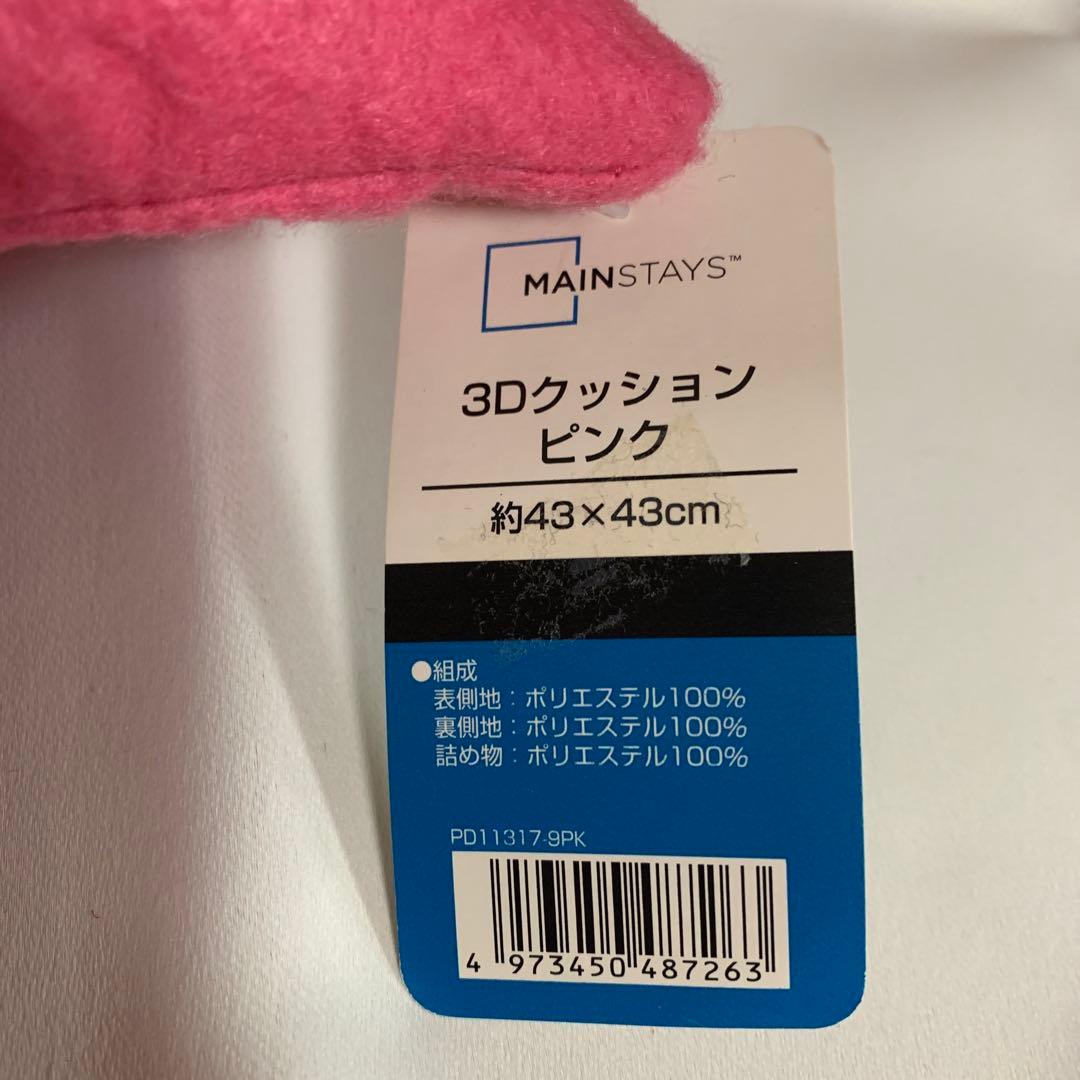 MAINSTAYS™
3Dクッション
ピンク
約43×43cm
●組成
表側地：ポリエステル100%
裏側地：ポリエステル100%
詰め物：ポリエステル100%
PD11317-9PK
4 973450 487263